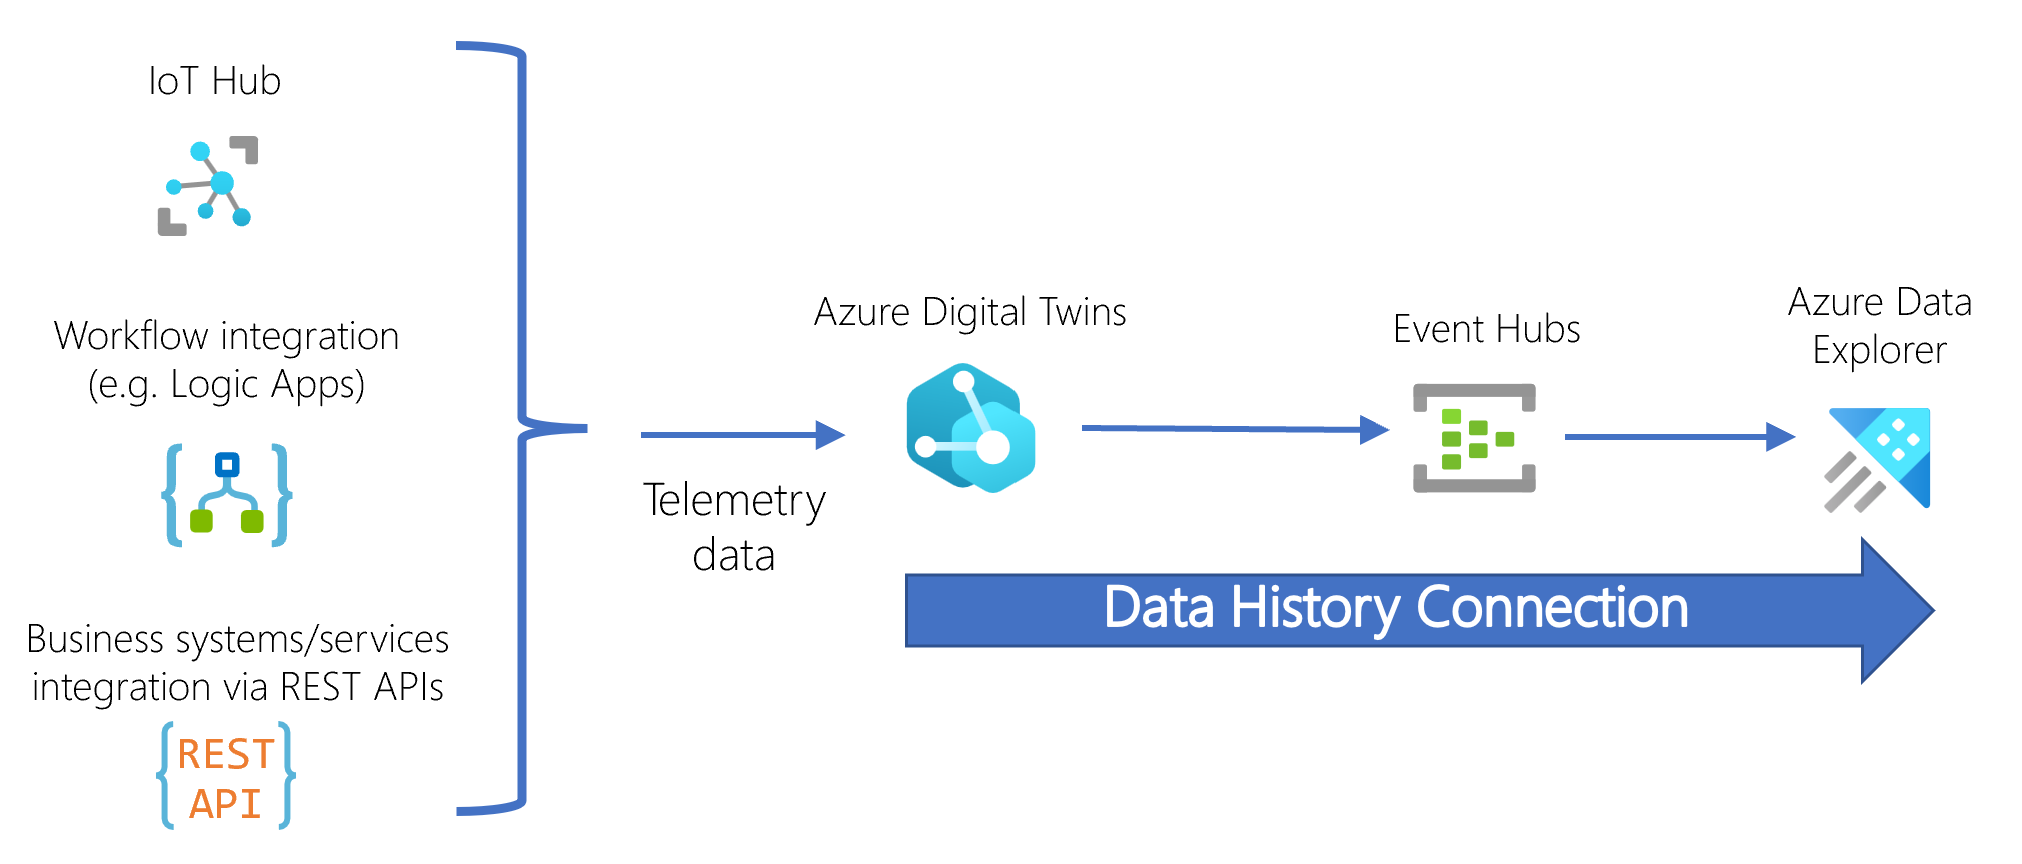 IoT Hub
Workflow integration
(e.g. Logic Apps)
Business systems/services
integration via REST APIs
REST
API
Telemetry
data
Azure Digital Twins
Event Hubs
Azure Data
Explorer
Data History Connection